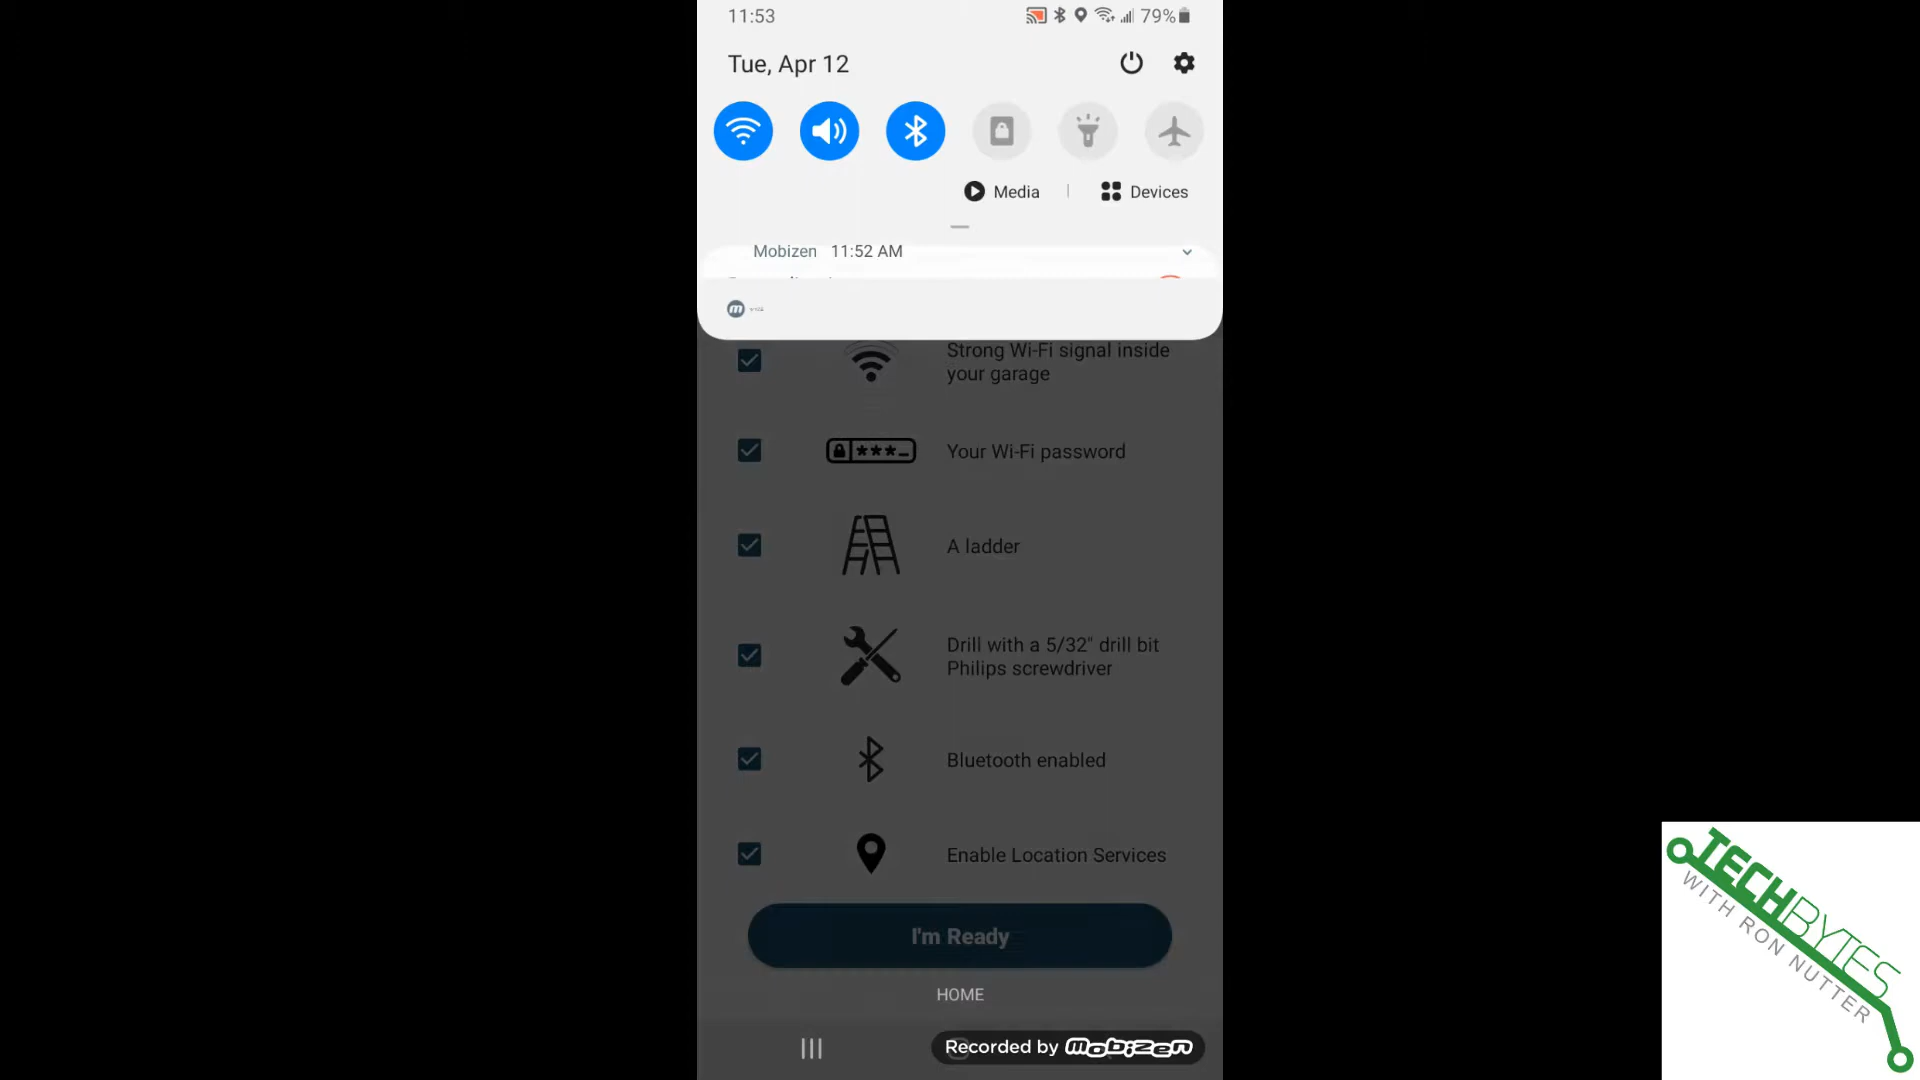 11:53
79%
Tue, Apr 12
Media
Devices
Mobizen 11:52 AM
Strong Wi-Fi signal inside
your garage
***_
Your Wi-Fi password
A ladder
Drill with a 5/32" drill bit
Philips screwdriver
Bluetooth enabled
Enable Location Services
I'm Ready
HOME
Recorded by mobizen
TECHBYTES
WITH RON NUTTER